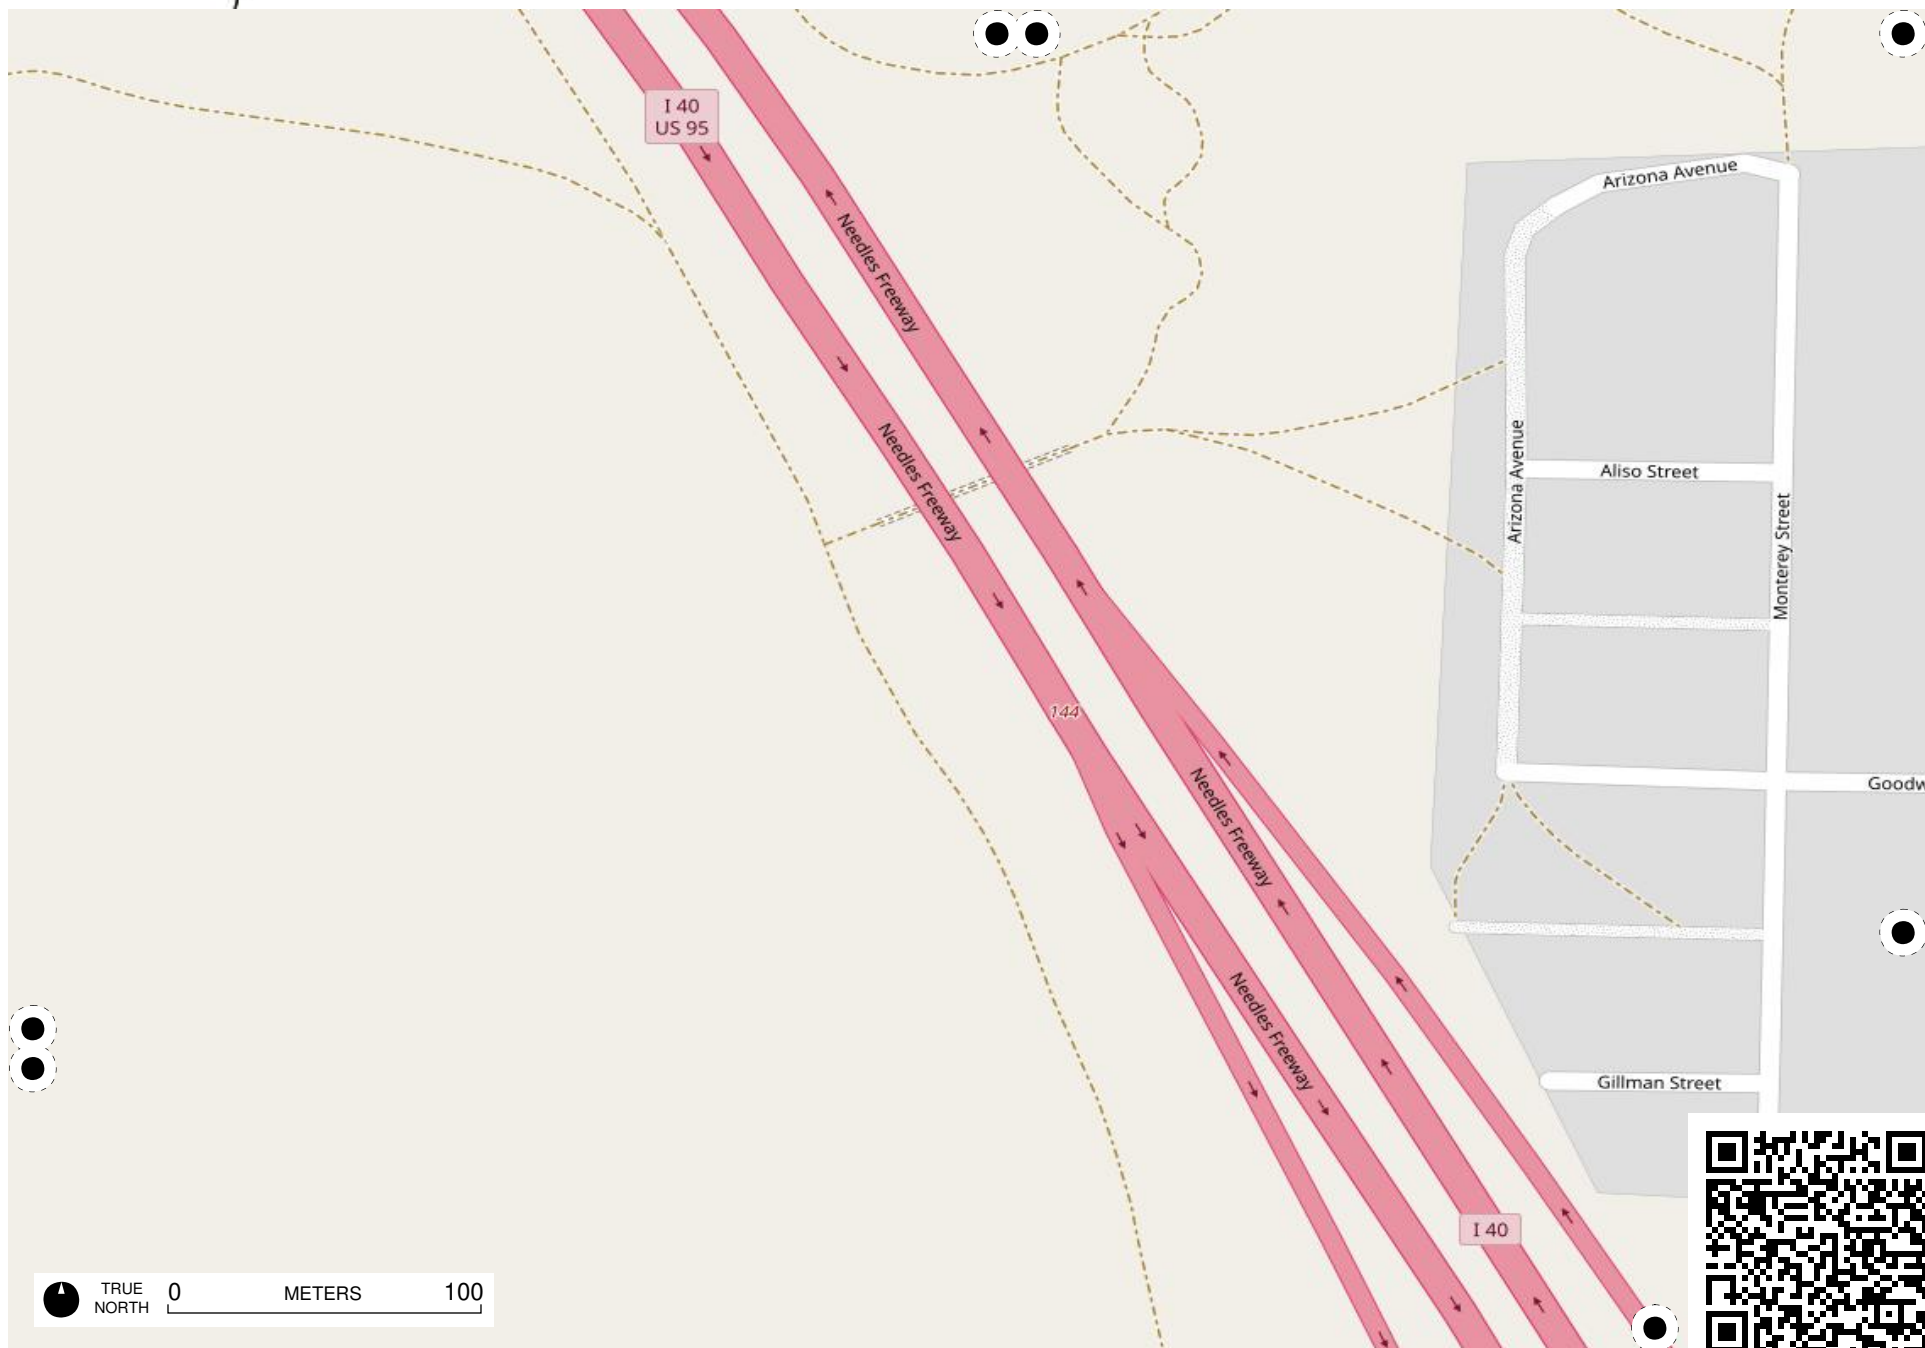 I 40
US 95
Arizona Avenue
Needles Freeway
Needles Freeway
Arizona Avenue
Aliso Street
Monterey Street
144
Needles Freeway
Goodw
Needles Freeway
Gillman Street
I 40
TRUE
NORTH
0 METERS 100